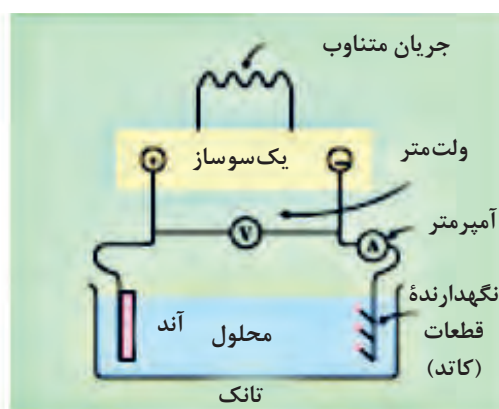 جریان متناوب
یک‌سوساز
+
−
ولت‌متر
V
آمپرمتر
A
نگهدارندهٔ
قطعات
(کاتد)
آند
محلول
تانک